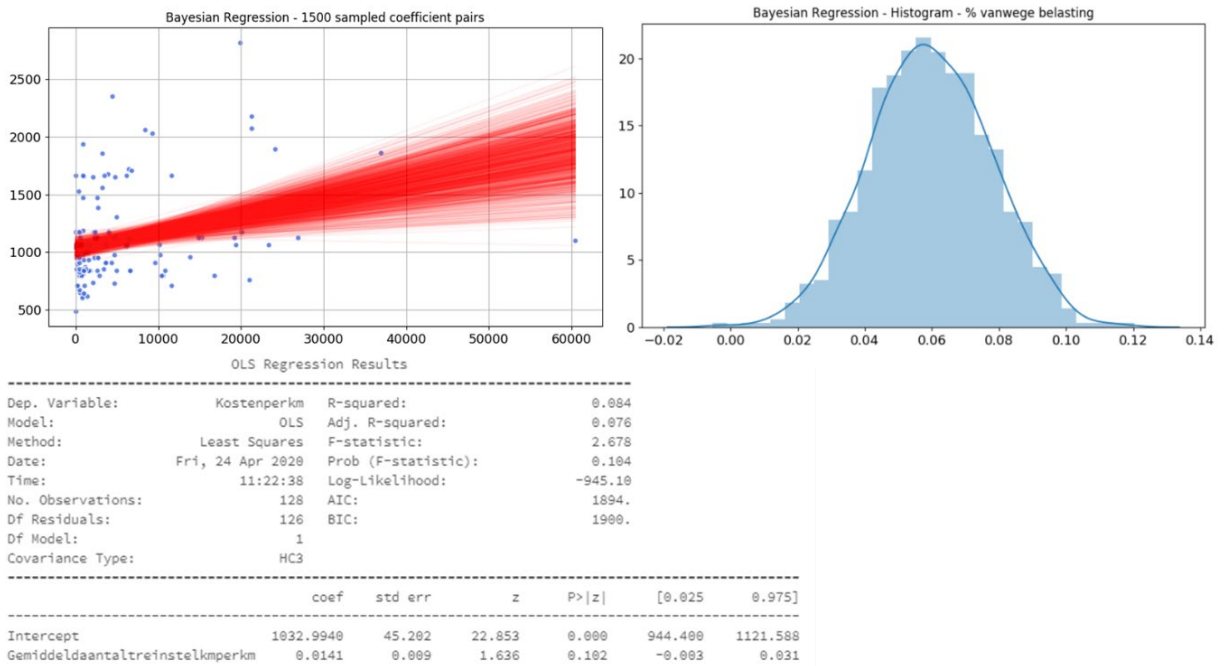 Bayesian Regression - 1500 sampled coefficient pairs
2500
2000
1500
1000
500
0 10000 20000 30000 40000 50000 60000
Bayesian Regression - Histogram - % vanwege belasting
20
15
10
5
0
−0.02 0.00 0.02 0.04 0.06 0.08 0.10 0.12 0.14
OLS Regression Results
Dep. Variable: Kostenperkm R-squared: 0.084
Model: OLS Adj. R-squared: 0.076
Method: Least Squares F-statistic: 2.678
Date: Fri, 24 Apr 2020 Prob (F-statistic): 0.104
Time: 11:22:38 Log-Likelihood: -945.10
No. Observations: 128 AIC: 1894.
Df Residuals: 126 BIC: 1900.
Df Model: 1
Covariance Type: HC3
coef std err z P>|z| [0.025 0.975]
Intercept 1032.9940 45.202 22.853 0.000 944.400 1121.588
Gemiddeldaantaltreinstelkmperkm 0.0141 0.009 1.636 0.102 -0.003 0.031